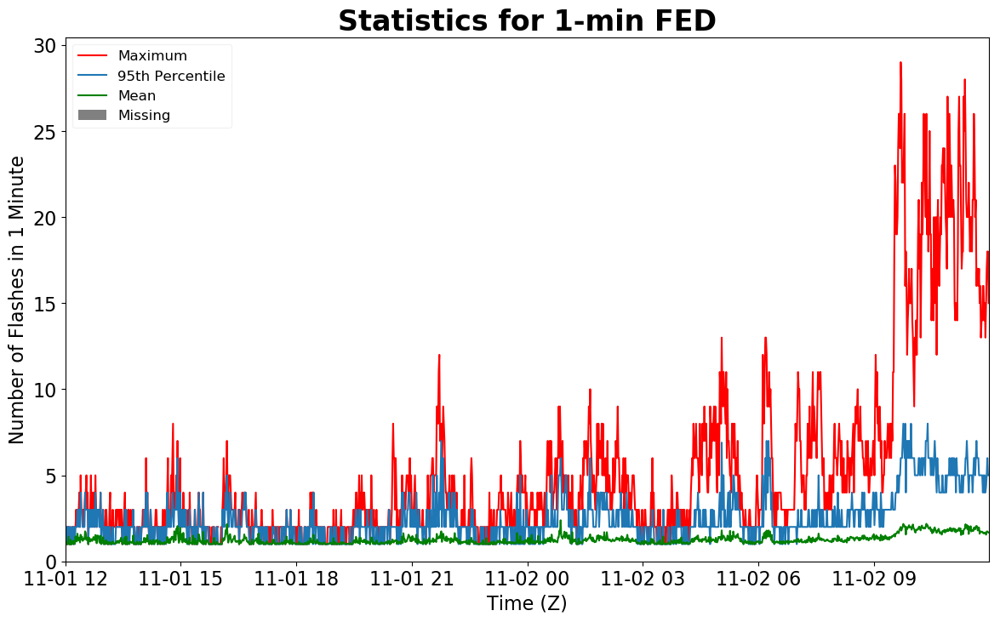 Statistics for 1-min FED
Maximum
95th Percentile
Mean
Missing
Number of Flashes in 1 Minute
30
25
20
15
10
5
0
11-01 12 11-01 15 11-01 18 11-01 21 11-02 00 11-02 03 11-02 06 11-02 09
Time (Z)